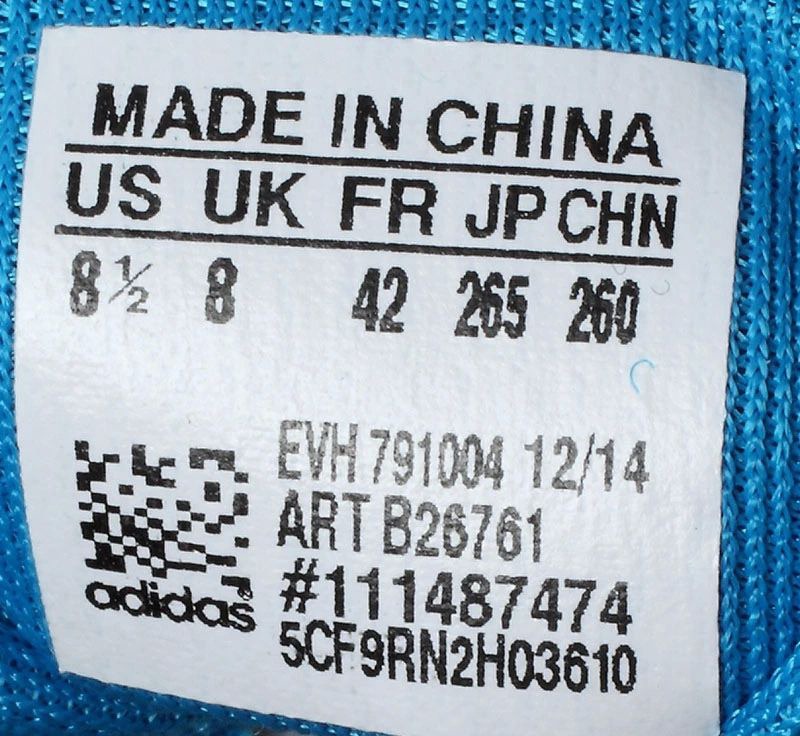 MADE IN CHINA
US UK FR JP CHN
8½ 8 42 265 260
EVH 791004 12/14
ART B26761
#111487474
adidas
5CF9RN2H03610